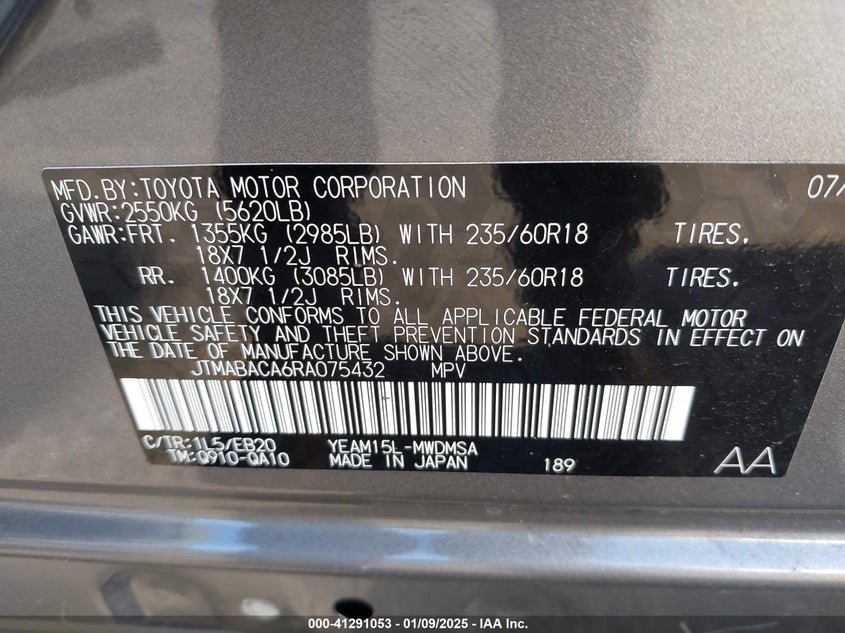 MFD.BY:TOYOTA MOTOR CORPORATION 07/
GVWR:2550KG (5620LB)
GAWR:FRT. 1355KG (2985LB) WITH 235/60R18 TIRES,
18X7 1/2J RIMS.
RR. 1400KG (3085LB) WITH 235/60R18 TIRES.
18X7 1/2J RIMS.
THIS VEHICLE CONFORMS TO ALL APPLICABLE FEDERAL MOTOR
VEHICLE SAFETY AND THEFT PREVENTION STANDARDS IN EFFECT ON
THE DATE OF MANUFACTURE SHOWN ABOVE.
JTMABACA6RA075432 MPV
C/TR:1L5/EB20 YEAM15L-MWDMSA
TM:Q910-QA10 MADE IN JAPAN 189 AA
000-41291053 - 01/09/2025 - IAA Inc.